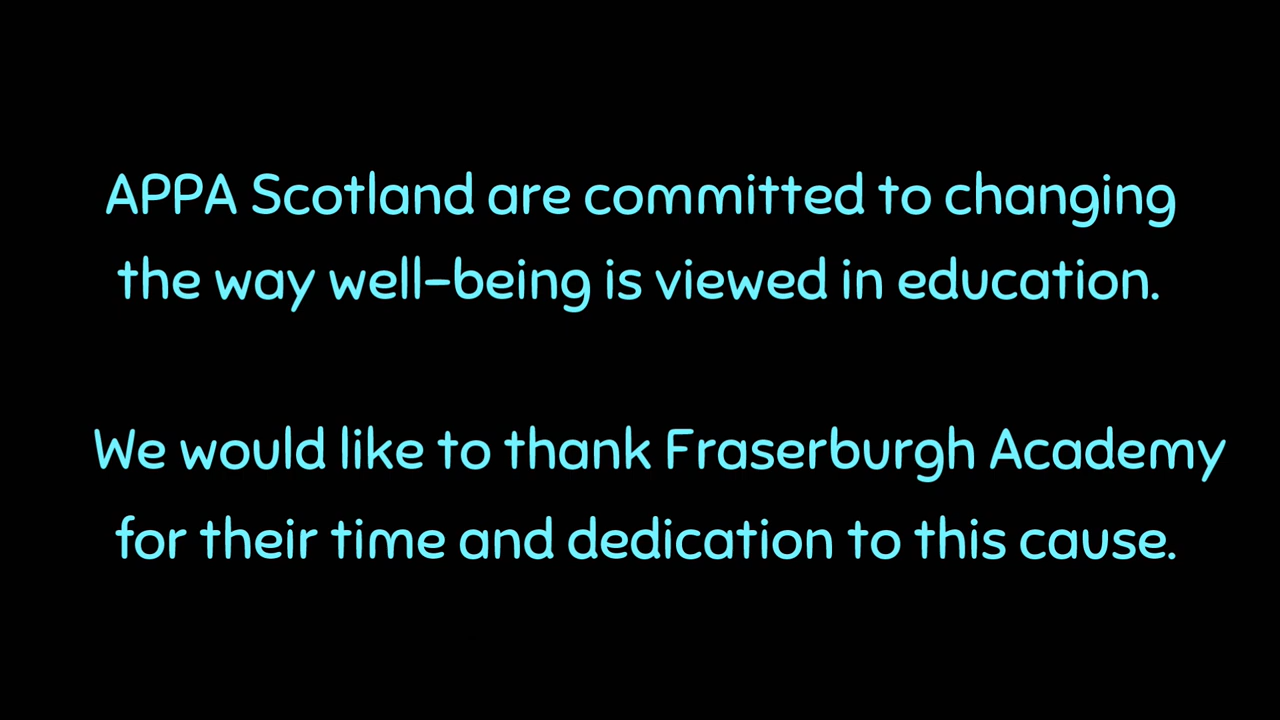 APPA Scotland are committed to changing
the way well-being is viewed in education.
We would like to thank Fraserburgh Academy
for their time and dedication to this cause.